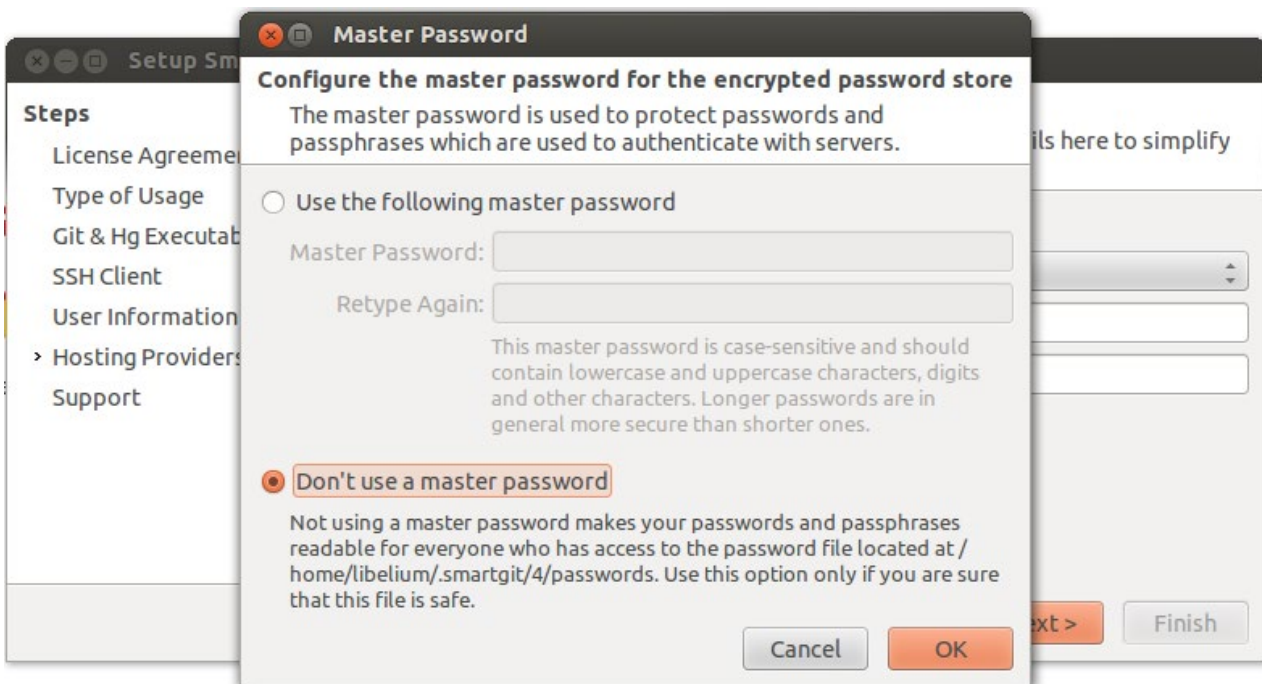 Master Password
Setup Sm
Configure the master password for the encrypted password store
The master password is used to protect passwords and
passphrases which are used to authenticate with servers.
Steps
License Agreemen
Type of Usage
Git & Hg Executab
SSH Client
User Information
Hosting Providers
Support
ils here to simplify
Use the following master password
Master Password:
Retype Again:
This master password is case-sensitive and should
contain lowercase and uppercase characters, digits
and other characters. Longer passwords are in
general more secure than shorter ones.
Don't use a master password
Not using a master password makes your passwords and passphrases
readable for everyone who has access to the password file located at /
home/libelium/.smartgit/4/passwords. Use this option only if you are sure
that this file is safe.
Cancel
OK
ext >
Finish